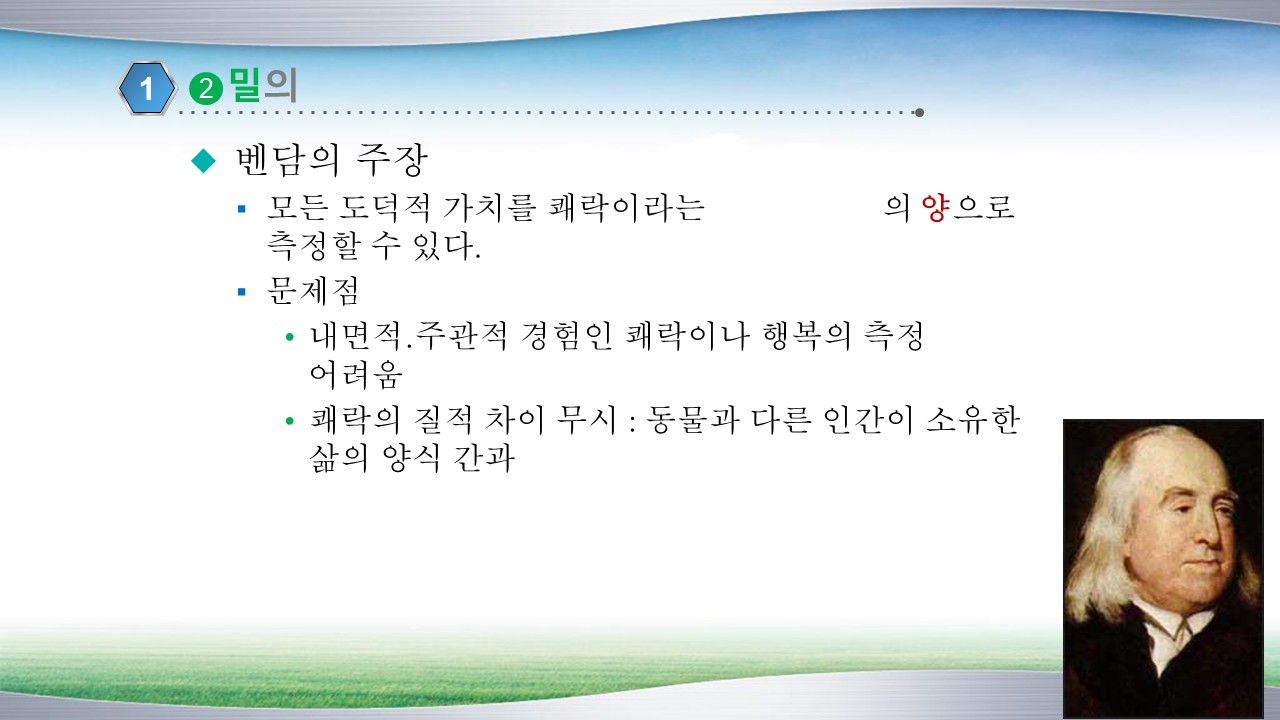 1 ❷밀의
벤담의 주장
모든 도덕적 가치를 쾌락이라는 의 양으로
측정할 수 있다.
문제점
내면적.주관적 경험인 쾌락이나 행복의 측정
어려움
쾌락의 질적 차이 무시 : 동물과 다른 인간이 소유한
삶의 양식 간과